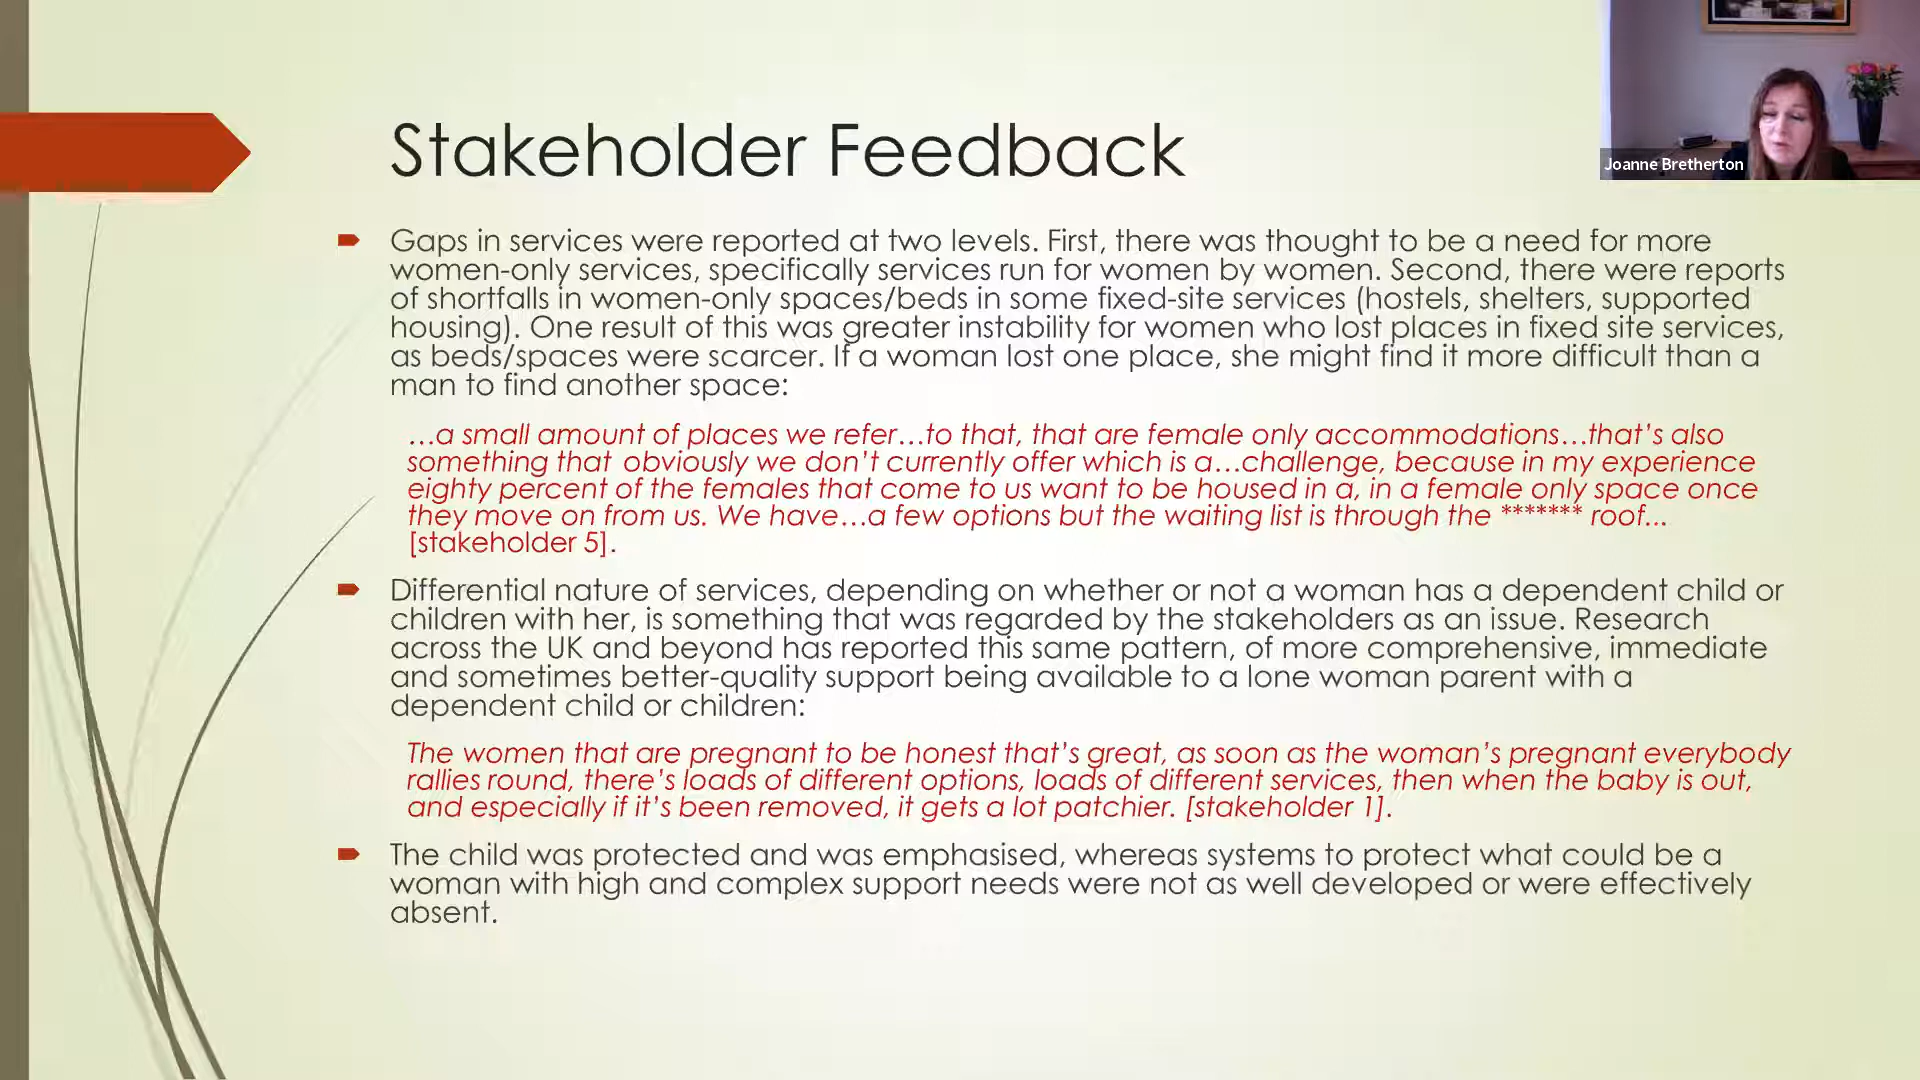 Stakeholder Feedback
Joanne Bretherton
Gaps in services were reported at two levels. First, there was thought to be a need for more
women-only services, specifically services run for women by women. Second, there were reports
of shortfalls in women-only spaces/beds in some fixed-site services (hostels, shelters, supported
housing). One result of this was greater instability for women who lost places in fixed site services,
as beds/spaces were scarcer. If a woman lost one place, she might find it more difficult than a
man to find another space:
…a small amount of places we refer…to that, that are female only accommodations…that’s also
something that obviously we don’t currently offer which is a…challenge, because in my experience
eighty percent of the females that come to us want to be housed in a, in a female only space once
they move on from us. We have…a few options but the waiting list is through the ******* roof...
[stakeholder 5].
Differential nature of services, depending on whether or not a woman has a dependent child or
children with her, is something that was regarded by the stakeholders as an issue. Research
across the UK and beyond has reported this same pattern, of more comprehensive, immediate
and sometimes better-quality support being available to a lone woman parent with a
dependent child or children:
The women that are pregnant to be honest that’s great, as soon as the woman’s pregnant everybody
rallies round, there’s loads of different options, loads of different services, then when the baby is out,
and especially if it’s been removed, it gets a lot patchier. [stakeholder 1].
The child was protected and was emphasised, whereas systems to protect what could be a
woman with high and complex support needs were not as well developed or were effectively
absent.